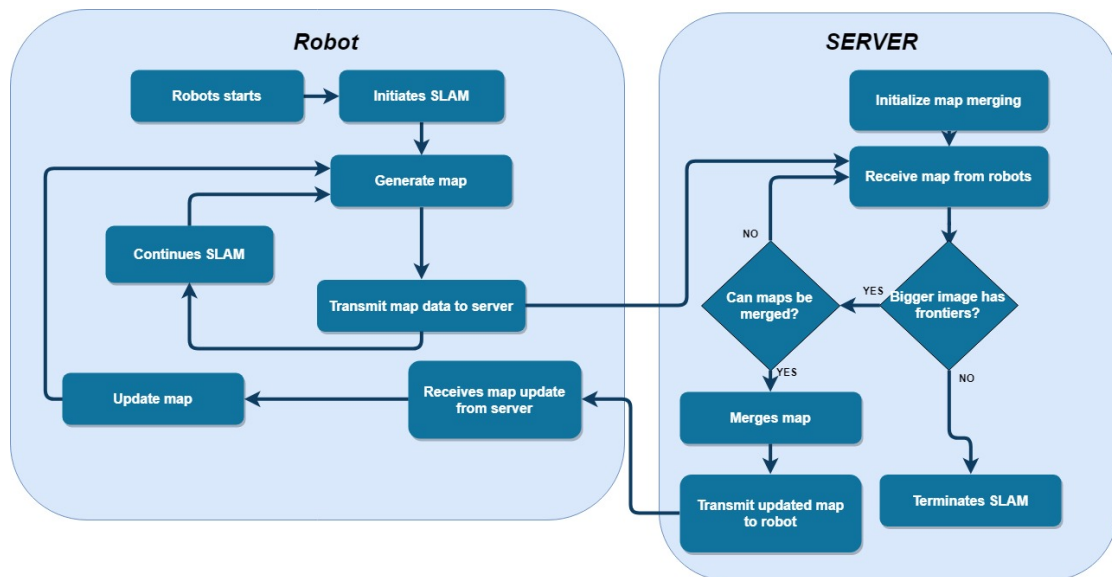 Robot
Robots starts
Initiates SLAM
Generate map
Continues SLAM
Transmit map data to server
Receives map update
from server
Update map
SERVER
Initialize map merging
Receive map from robots
NO
Can maps be
merged?
YES
Bigger image has
frontiers?
YES
NO
Merges map
Transmit updated map
to robot
Terminates SLAM